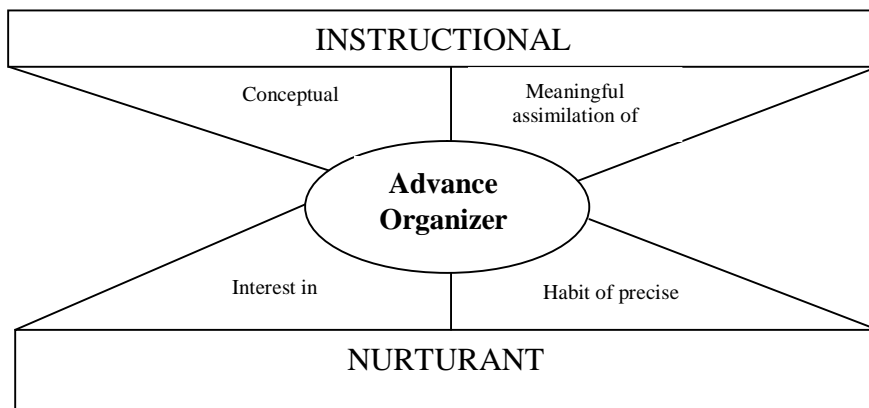 INSTRUCTIONAL
Conceptual
Meaningful
assimilation of
Advance
Organizer
Interest in
Habit of precise
NURTURANT